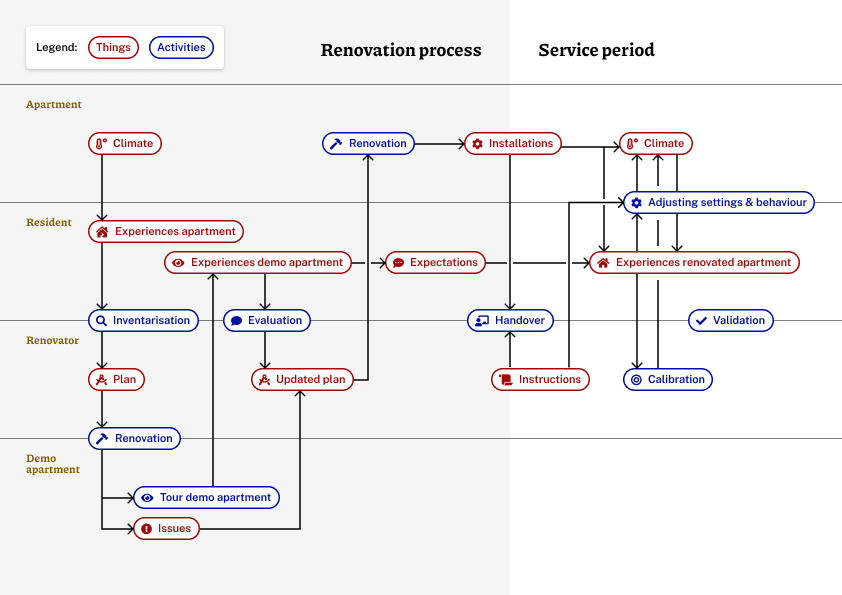 Legend: Things Activities
Renovation process
Service period
Apartment
Climate
Renovation
Installations
Climate
Adjusting settings & behaviour
Resident
Experiences apartment
Experiences demo apartment
Expectations
Experiences renovated apartment
Inventarisation
Evaluation
Handover
Validation
Renovator
Plan
Updated plan
Instructions
Calibration
Renovation
Demo
apartment
Tour demo apartment
Issues